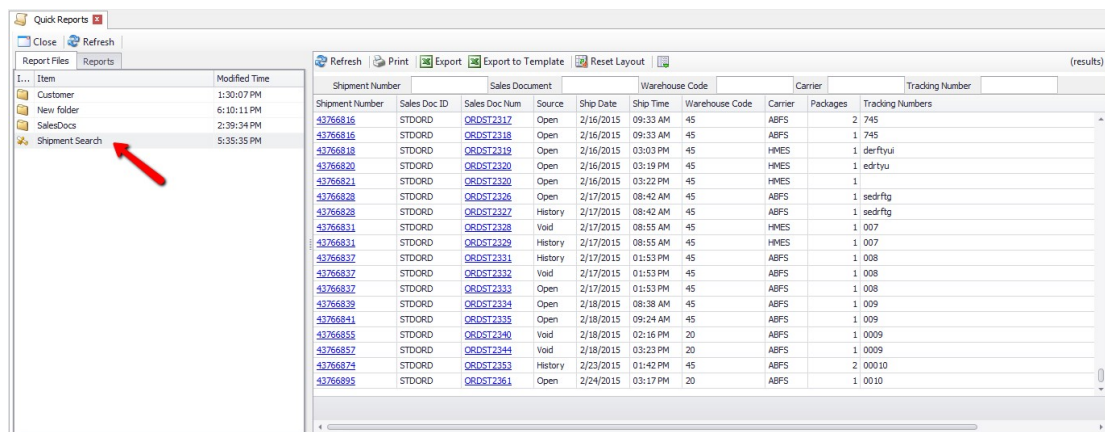 Quick Reports
Close Refresh
Report Files Reports
I... Item Modified Time
Customer 1:30:07 PM
New folder 6:10:11 PM
SalesDocs 2:39:34 PM
Shipment Search 5:35:35 PM
Refresh Print Export Export to Template Reset Layout (results)
Shipment Number Sales Document Warehouse Code Carrier Tracking Number
Shipment Number Sales Doc ID Sales Doc Num Source Ship Date Ship Time Warehouse Code Carrier Packages Tracking Numbers
43766816 STDORD ORDST2317 Open 2/16/2015 09:33 AM 45 ABFS 2 745
43766816 STDORD ORDST2318 Open 2/16/2015 09:33 AM 45 ABFS 1 745
43766818 STDORD ORDST2319 Open 2/16/2015 03:03 PM 45 HMES 1 derftyui
43766820 STDORD ORDST2320 Open 2/16/2015 03:19 PM 45 HMES 1 edrtyu
43766821 STDORD ORDST2320 Open 2/16/2015 03:22 PM 45 HMES 1
43766828 STDORD ORDST2326 Open 2/17/2015 08:42 AM 45 ABFS 1 sedrftg
43766828 STDORD ORDST2327 History 2/17/2015 08:42 AM 45 ABFS 1 sedrftg
43766831 STDORD ORDST2328 Void 2/17/2015 08:55 AM 45 HMES 1 007
43766831 STDORD ORDST2329 History 2/17/2015 08:55 AM 45 HMES 1 007
43766837 STDORD ORDST2331 History 2/17/2015 01:53 PM 45 ABFS 1 008
43766837 STDORD ORDST2332 Void 2/17/2015 01:53 PM 45 ABFS 1 008
43766837 STDORD ORDST2333 Open 2/17/2015 01:53 PM 45 ABFS 1 008
43766839 STDORD ORDST2334 Open 2/18/2015 08:38 AM 45 ABFS 1 009
43766841 STDORD ORDST2335 Open 2/18/2015 09:24 AM 45 ABFS 1 009
43766855 STDORD ORDST2340 Void 2/18/2015 02:16 PM 20 ABFS 1 0009
43766857 STDORD ORDST2344 Void 2/18/2015 03:23 PM 20 ABFS 1 0009
43766874 STDORD ORDST2353 History 2/23/2015 01:42 PM 45 ABFS 2 00010
43766895 STDORD ORDST2361 Open 2/24/2015 03:17 PM 20 ABFS 1 0010